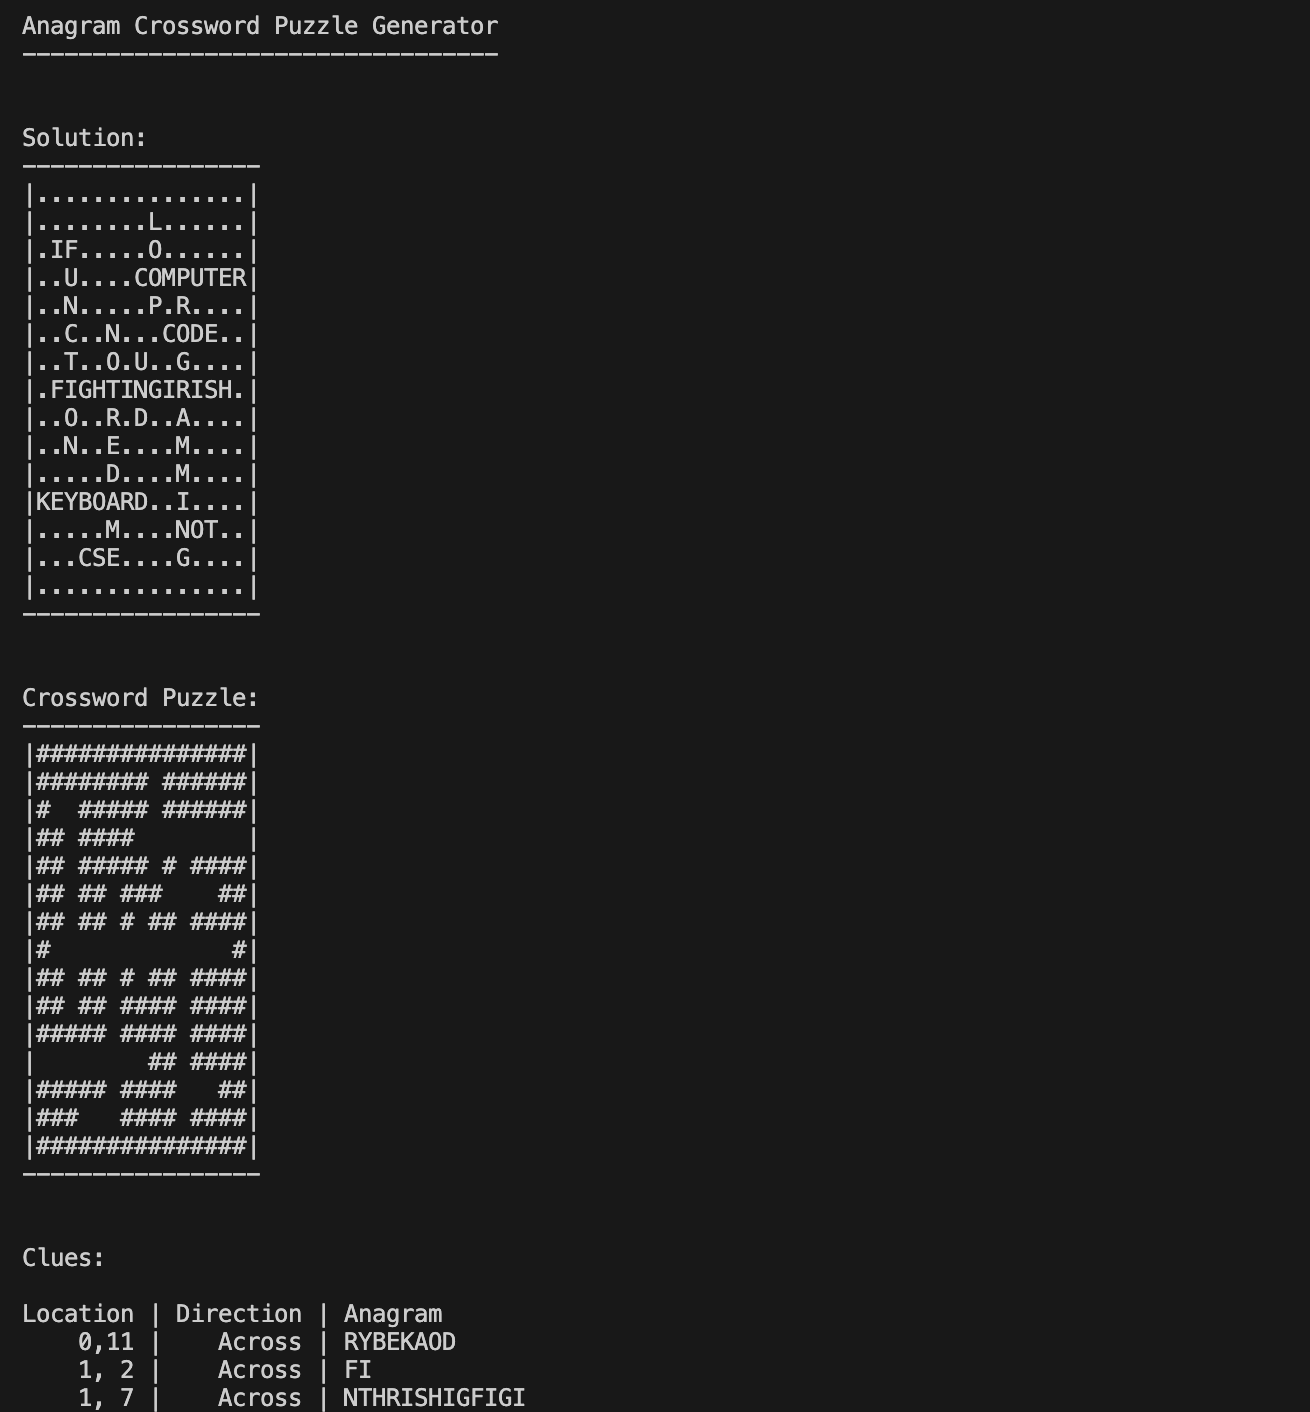 Anagram Crossword Puzzle Generator
----------------------------------
Solution:
-----------------
|...............|
|........L......|
|.IF.....O......|
|..U....COMPUTER|
|..N.....P.R....|
|..C..N...CODE..|
|..T..O.U..G....|
|.FIGHTINGIRISH.|
|..O..R.D..A....|
|..N..E....M....|
|.....D....M....|
|KEYBOARD..I....|
|.....M....NOT..|
|...CSE....G....|
|...............|
-----------------
Crossword Puzzle:
-----------------
|###############|
|######## ######|
|#  ##### ######|
|## ####        |
|## ##### # ####|
|## ## ###    ##|
|## ## # ## ####|
|#             #|
|## ## # ## ####|
|## ## #### ####|
|##### #### ####|
|        ## ####|
|##### ####   ##|
|###   #### ####|
|###############|
-----------------
Clues:
Location | Direction | Anagram
    0,11 |    Across | RYBEKAOD
    1, 2 |    Across | FI
    1, 7 |    Across | NTHRISHIGFIGI